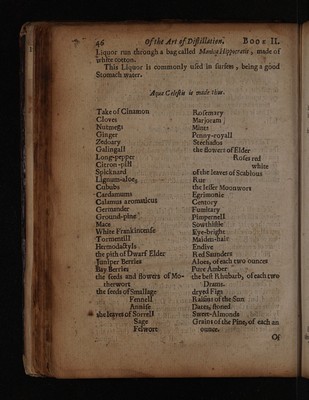 46 Of the Art of Distillation. BOOK II.
Liquor run through a bag called Manica Hippocratis, made of
white cotton.
This Liquor is commonly used in surfets, being a good
Stomach water.
Aqua Celestis is made thus.
Take of Cinamon
Cloves
Nutmegs
Ginger
Zedoary
Galingall
Long-pepper
Citron-pill
Spicknard
Lignum-aloes
Cububs
Cardamums
Calamus aromaticus
Germander
Ground-pine
Mace
White Frankincense
Tormentill
Hermodactyls
the pith of Dwarf Elder
Juniper Berries
Bay Berries
the seeds and flowers of Mo-
therwort
the seeds of Smallage
Fennell
Annise
the leaves of Sorrell
Sage
Felwort
Rosemary
Marjoram
Mints
Penny-royall
Stechados
the flowers of Elder
Roses red
white
of the leaves of Scabious
Rue
the lesser Moonwort
Egrimonie
Centory
Fumitary
Pimpernell
Sowthistle
Eye-bright
Maiden-hair
Endive
Red Saunders
Aloes, of each two ounces
Pure Amber
the best Rhubarb, of each two
Drams.
dryed Figs
Raisins of the Sun
Dates, stoned
Sweet-Almonds
Grains of the Pine, of each an
ounce.
Of